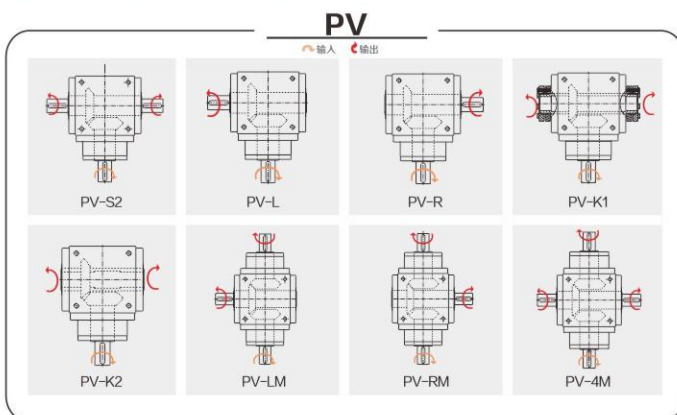 PV
输入 输出
PV-S2 PV-L PV-R PV-K1
PV-K2 PV-LM PV-RM PV-4M